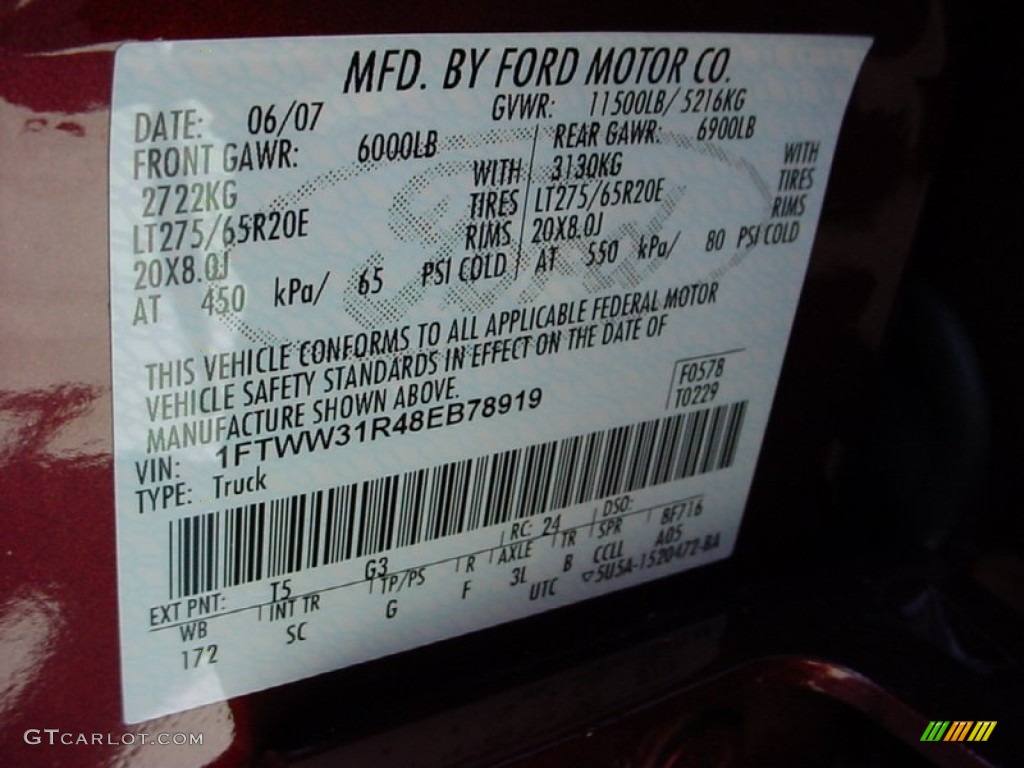 MFD. BY FORD MOTOR CO.
DATE: 06/07 GVWR: 11500LB/ 5216KG
FRONT GAWR: 6000LB REAR GAWR: 6900LB
2722KG WITH 3130KG WITH
LT275/65R20E TIRES LT275/65R20E TIRES
20X8.0J RIMS 20X8.0J RIMS
AT 450 kPa/ 65 PSI COLD AT 550 kPa/ 80 PSI COLD
THIS VEHICLE CONFORMS TO ALL APPLICABLE FEDERAL MOTOR
VEHICLE SAFETY STANDARDS IN EFFECT ON THE DATE OF
MANUFACTURE SHOWN ABOVE.
F0578
T0229
VIN: 1FTWW31R48EB78919
TYPE: Truck
EXT PNT: T5 G3 RC: 24 DSO:
WB INT TR TP/PS R AXLE TR SPR BF716
172 SC G F 3L B CCLL A05
UTC ▽5U5A-1520472-BA
GTCARLOT.COM